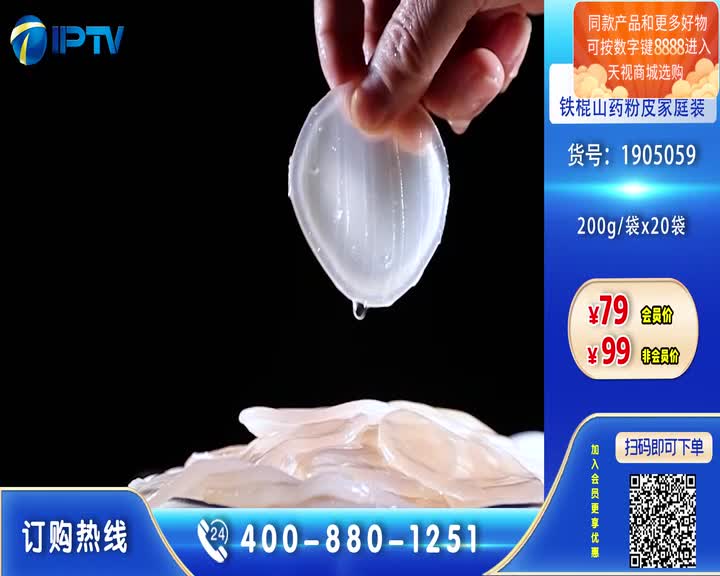 IPTV
同款产品和更多好物
可按数字键8888进入
天视商城选购
铁棍山药粉皮家庭装
货号：1905059
200g/袋x20袋
¥79 会员价
¥99 非会员价
加入会员更享优惠
扫码即可下单
订购热线
24
400-880-1251